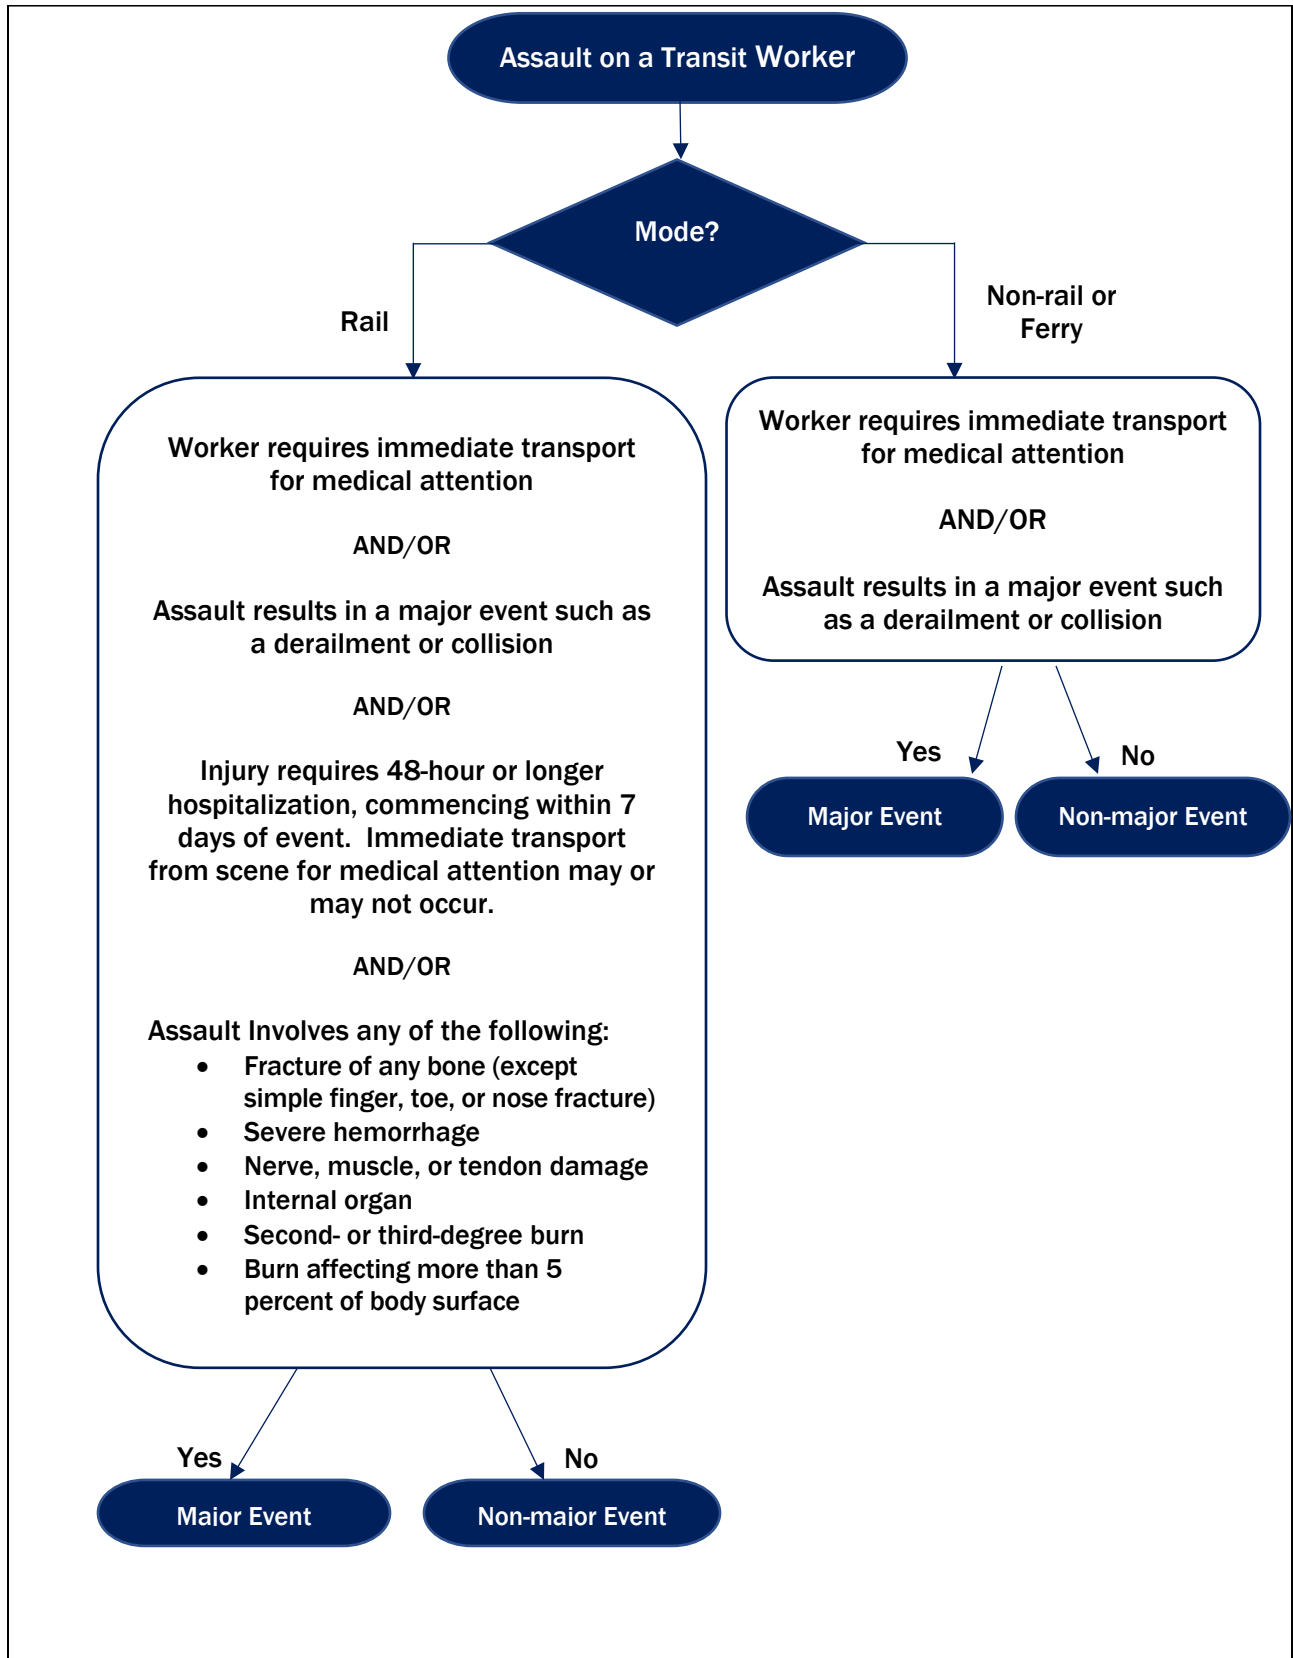 Assault on a Transit Worker
Mode?
Rail
Non-rail or
Ferry
Worker requires immediate transport
for medical attention
AND/OR
Assault results in a major event such as
a derailment or collision
AND/OR
Injury requires 48-hour or longer
hospitalization, commencing within 7
days of event.  Immediate transport
from scene for medical attention may or
may not occur.
AND/OR
Assault Involves any of the following:
• Fracture of any bone (except
simple finger, toe, or nose fracture)
• Severe hemorrhage
• Nerve, muscle, or tendon damage
• Internal organ
• Second- or third-degree burn
• Burn affecting more than 5
percent of body surface
Yes
No
Major Event
Non-major Event
Worker requires immediate transport
for medical attention
AND/OR
Assault results in a major event such
as a derailment or collision
Yes
No
Major Event
Non-major Event